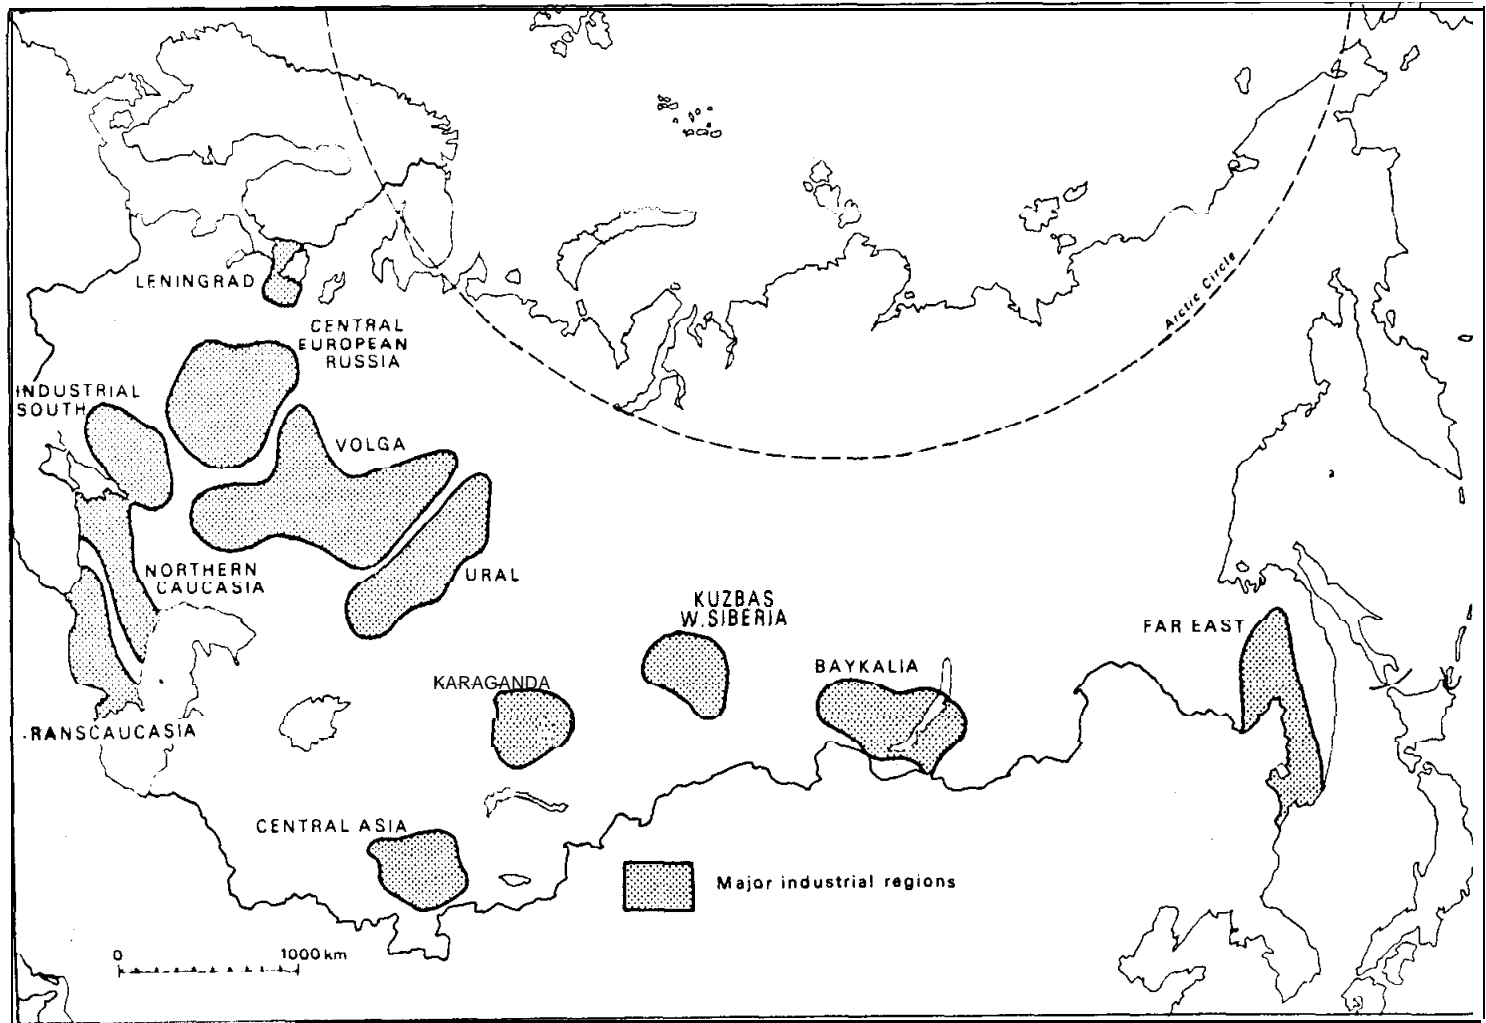 Arctic Circle
LENINGRAD
CENTRAL
EUROPEAN
RUSSIA
INDUSTRIAL
SOUTH
VOLGA
NORTHERN
CAUCASIA
URAL
KUZBAS
W. SIBERIA
FAR EAST
BAYKALIA
KARAGANDA
.RANSCAUCASIA
CENTRAL ASIA
Major industrial regions
0 1000 km